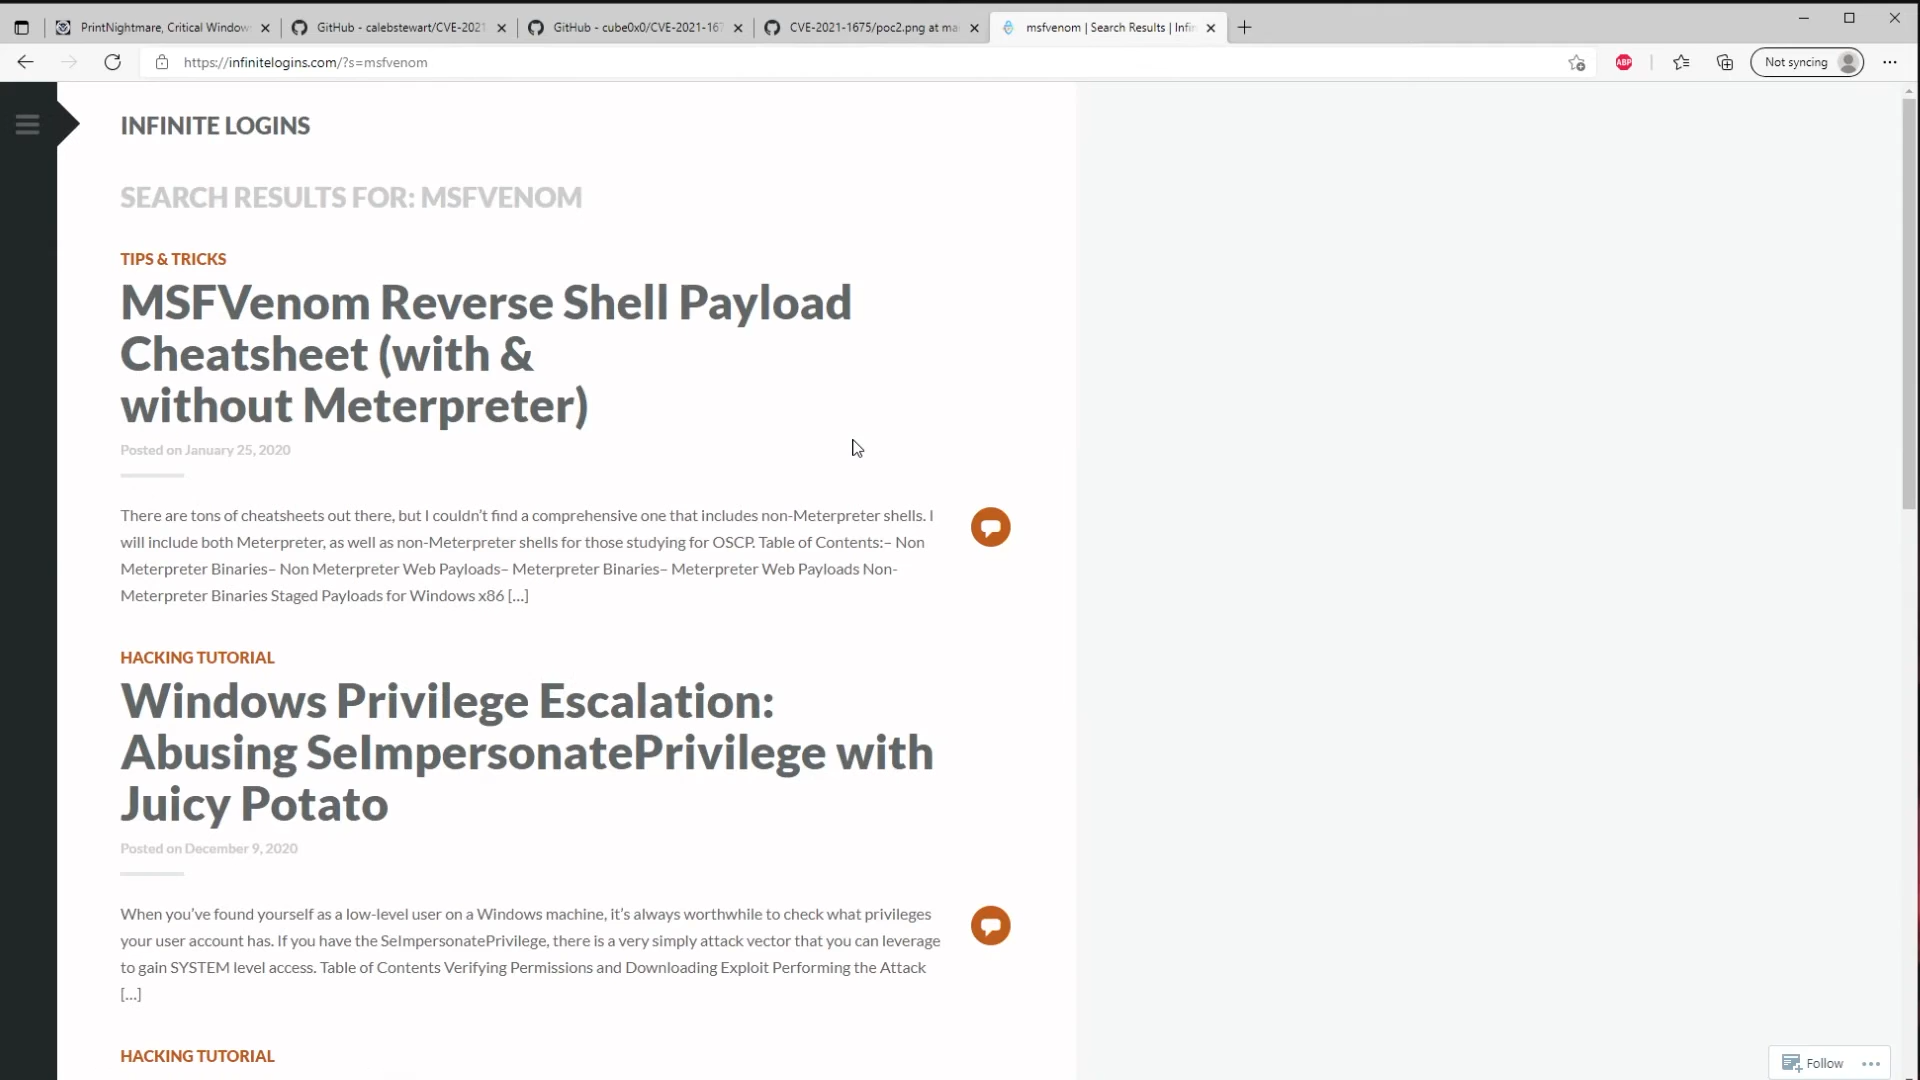 PrintNightmare, Critical Window
GitHub - calebstewart/CVE-2021
GitHub - cube0x0/CVE-2021-167
CVE-2021-1675/poc2.png at ma
msfvenom | Search Results | Infin
https://infinitelogins.com/?s=msfvenom
ABP
Not syncing
INFINITE LOGINS
SEARCH RESULTS FOR: MSFVENOM
TIPS & TRICKS
MSFVenom Reverse Shell Payload
Cheatsheet (with &
without Meterpreter)
Posted on January 25, 2020
There are tons of cheatsheets out there, but I couldn’t find a comprehensive one that includes non-Meterpreter shells. I
will include both Meterpreter, as well as non-Meterpreter shells for those studying for OSCP. Table of Contents:– Non
Meterpreter Binaries– Non Meterpreter Web Payloads– Meterpreter Binaries– Meterpreter Web Payloads Non-
Meterpreter Binaries Staged Payloads for Windows x86 […]
HACKING TUTORIAL
Windows Privilege Escalation:
Abusing SeImpersonatePrivilege with
Juicy Potato
Posted on December 9, 2020
When you’ve found yourself as a low-level user on a Windows machine, it’s always worthwhile to check what privileges
your user account has. If you have the SeImpersonatePrivilege, there is a very simply attack vector that you can leverage
to gain SYSTEM level access. Table of Contents Verifying Permissions and Downloading Exploit Performing the Attack
[…]
HACKING TUTORIAL
Follow